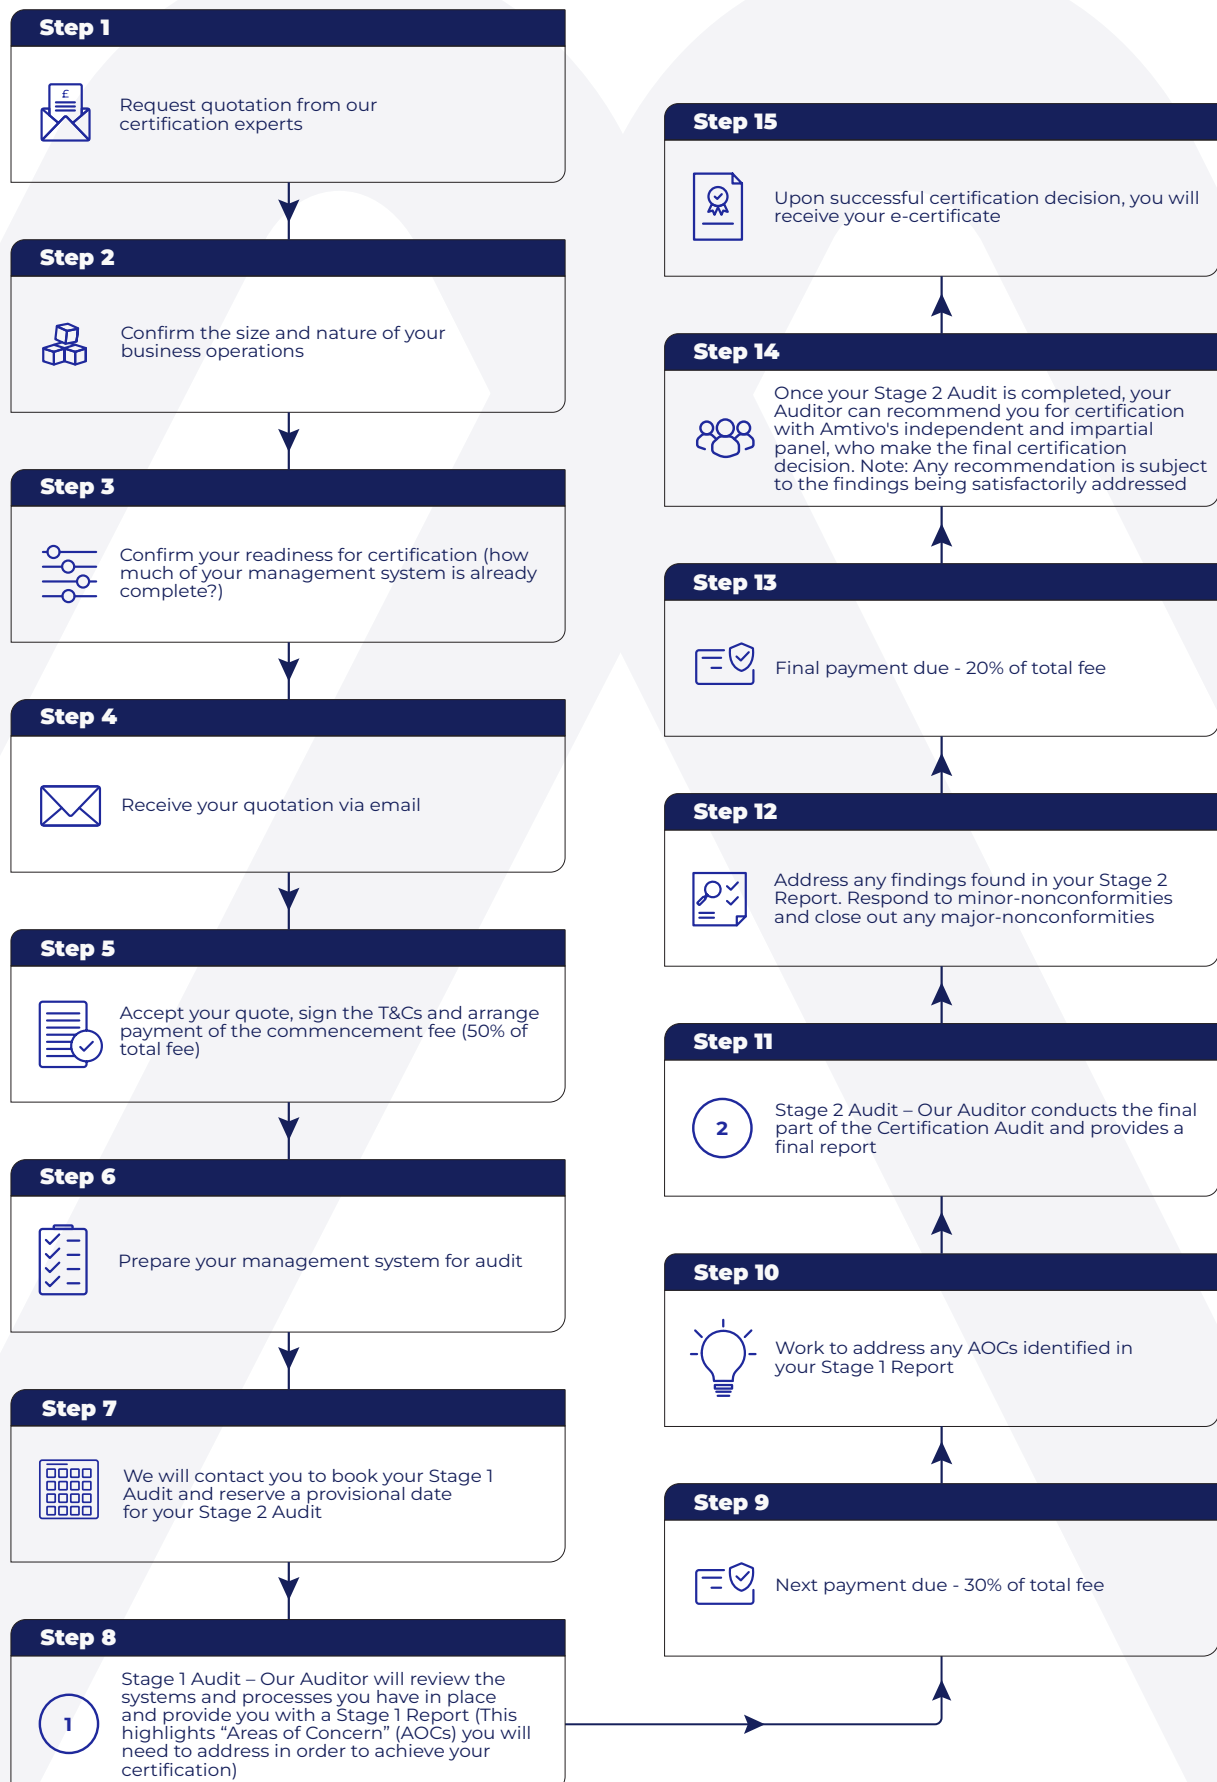 Step 1
£
Request quotation from our
certification experts
Step 2
Confirm the size and nature of your
business operations
Step 3
Confirm your readiness for certification (how
much of your management system is already
complete?)
Step 4
Receive your quotation via email
Step 5
Accept your quote, sign the T&Cs and arrange
payment of the commencement fee (50% of
total fee)
Step 6
Prepare your management system for audit
Step 7
We will contact you to book your Stage 1
Audit and reserve a provisional date
for your Stage 2 Audit
Step 8
1
Stage 1 Audit – Our Auditor will review the
systems and processes you have in place
and provide you with a Stage 1 Report (This
highlights “Areas of Concern” (AOCs) you will
need to address in order to achieve your
certification)
Step 9
Next payment due - 30% of total fee
Step 10
Work to address any AOCs identified in
your Stage 1 Report
Step 11
2
Stage 2 Audit – Our Auditor conducts the final
part of the Certification Audit and provides a
final report
Step 12
Address any findings found in your Stage 2
Report. Respond to minor-nonconformities
and close out any major-nonconformities
Step 13
Final payment due - 20% of total fee
Step 14
Once your Stage 2 Audit is completed, your
Auditor can recommend you for certification
with Amtivo's independent and impartial
panel, who make the final certification
decision. Note: Any recommendation is subject
to the findings being satisfactorily addressed
Step 15
Upon successful certification decision, you will
receive your e-certificate